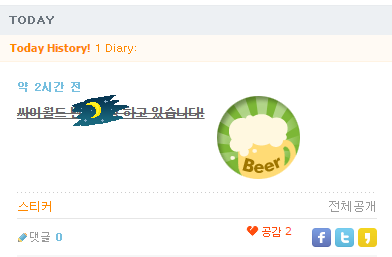 TODAY
Today History! 1 Diary:
약 2시간 전
싸이월드 하고 있습니다!
Beer
스티커 전체공개
댓글 0 공감 2